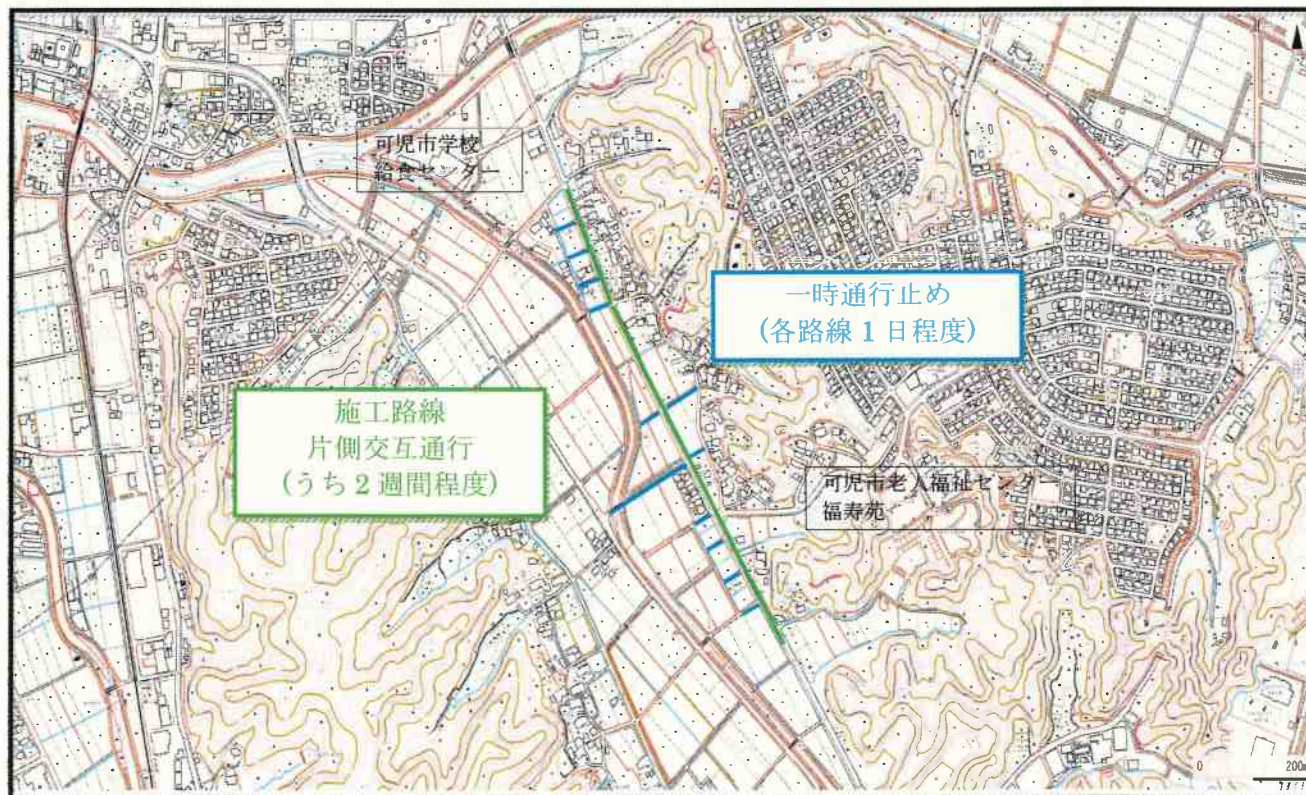 可児市学校
給食センター
一時通行止め
(各路線1日程度)
施工路線
片側交互通行
(うち2週間程度)
可児市老人福祉センター
福寿苑
0 200m